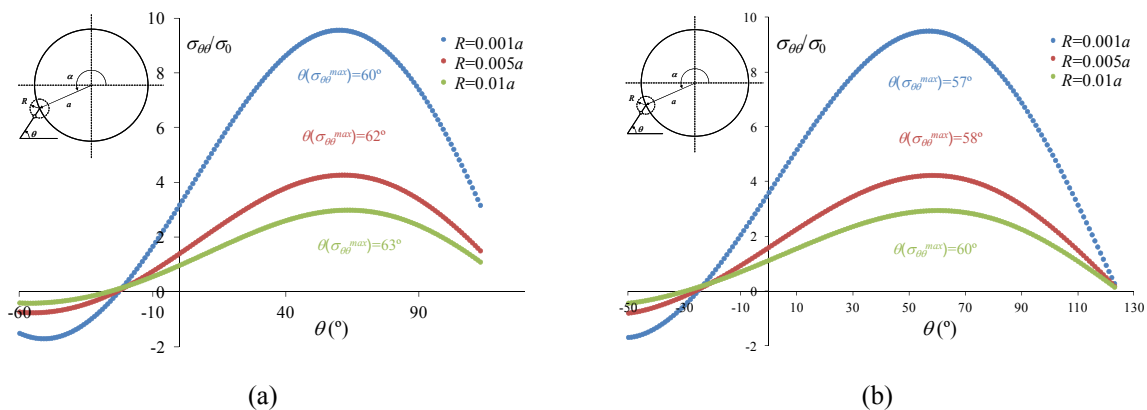 10
σθθ/σ0
8
6
4
2
0
-2
-60
-10
40
90
θ (º)
R=0.001a
R=0.005a
R=0.01a
θ(σθθmax)=60º
θ(σθθmax)=62º
θ(σθθmax)=63º
α
a
R
θ
(a)
10
σθθ/σ0
8
6
4
2
0
-2
-50
-30
-10
10
30
50
70
90
110
130
θ (º)
R=0.001a
R=0.005a
R=0.01a
θ(σθθmax)=57º
θ(σθθmax)=58º
θ(σθθmax)=60º
α
a
R
θ
(b)